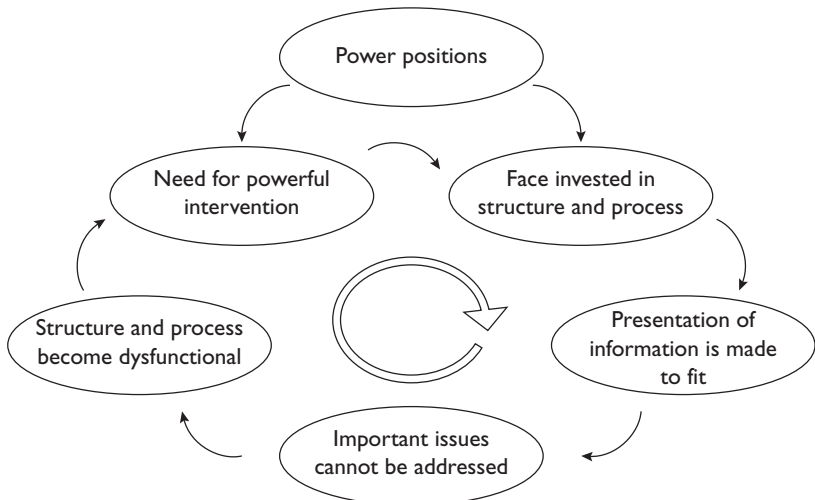 Power positions
Need for powerful
intervention
Face invested in
structure and process
Structure and process
become dysfunctional
Presentation of
information is made
to fit
Important issues
cannot be addressed